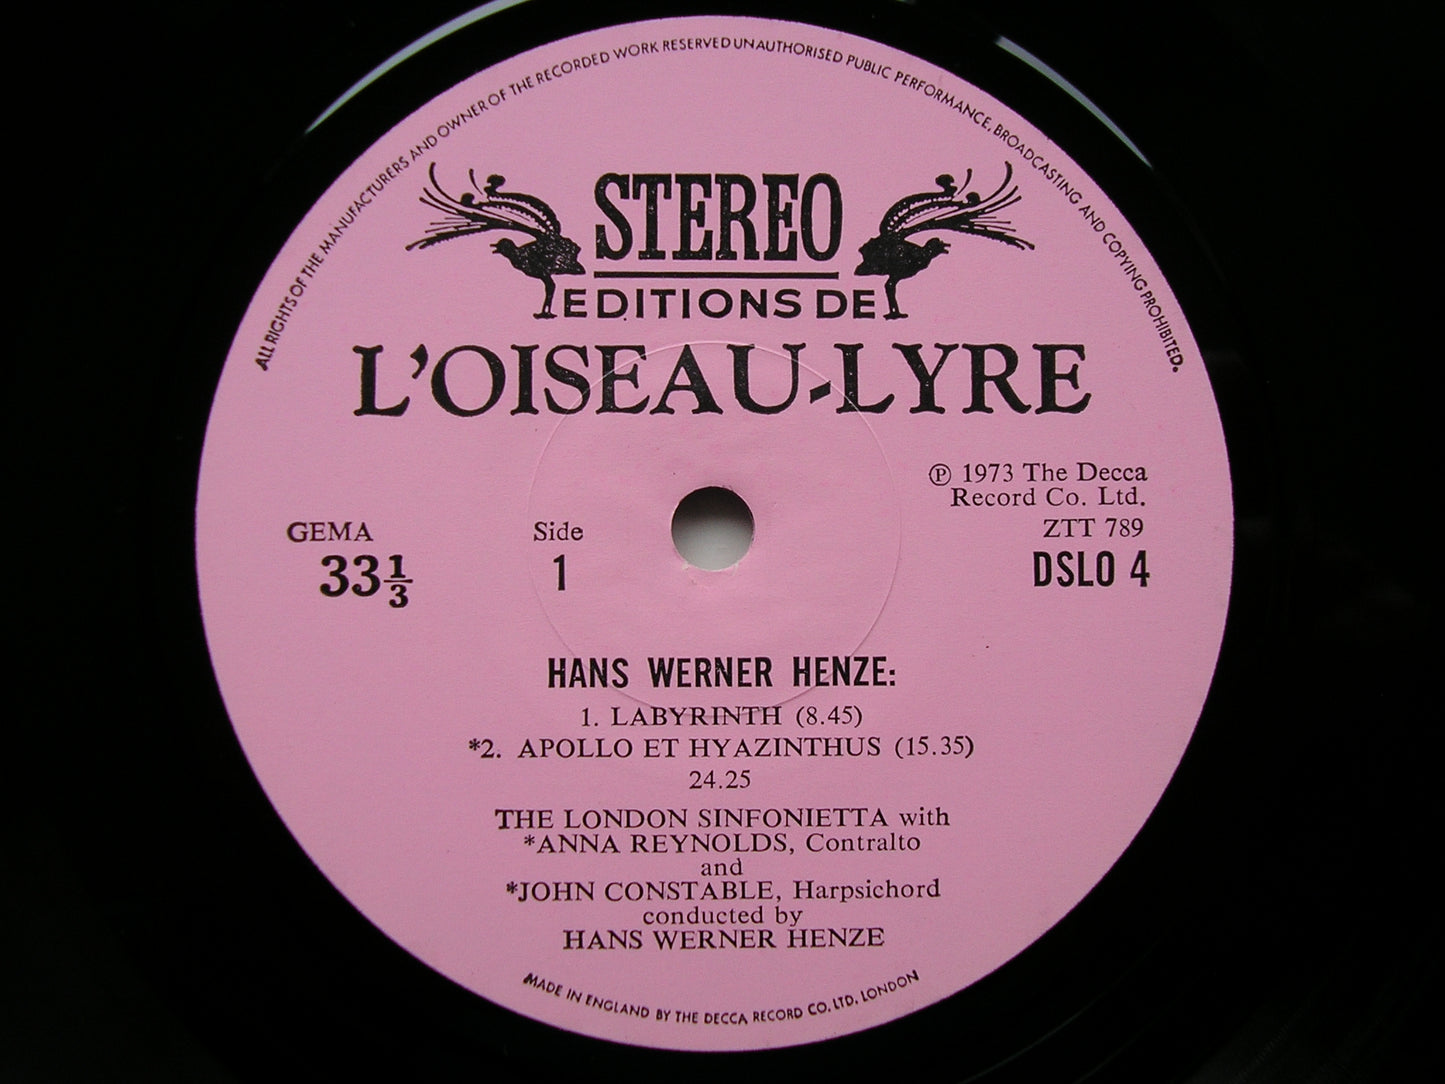 ALL RIGHTS OF THE MANUFACTURERS AND OWNER OF THE RECORDED WORK RESERVED UNAUTHORISED PUBLIC PERFORMANCE, BROADCASTING AND COPYING PROHIBITED.
STEREO
EDITIONS DE
L'OISEAU-LYRE
℗ 1973 The Decca
Record Co. Ltd.
ZTT 789
DSLO 4
GEMA
33 1/3
Side
1
HANS WERNER HENZE:
1. LABYRINTH (8.45)
*2. APOLLO ET HYAZINTHUS (15.35)
24.25
THE LONDON SINFONIETTA with
*ANNA REYNOLDS, Contralto
and
*JOHN CONSTABLE, Harpsichord
conducted by
HANS WERNER HENZE
MADE IN ENGLAND BY THE DECCA RECORD CO. LTD. LONDON